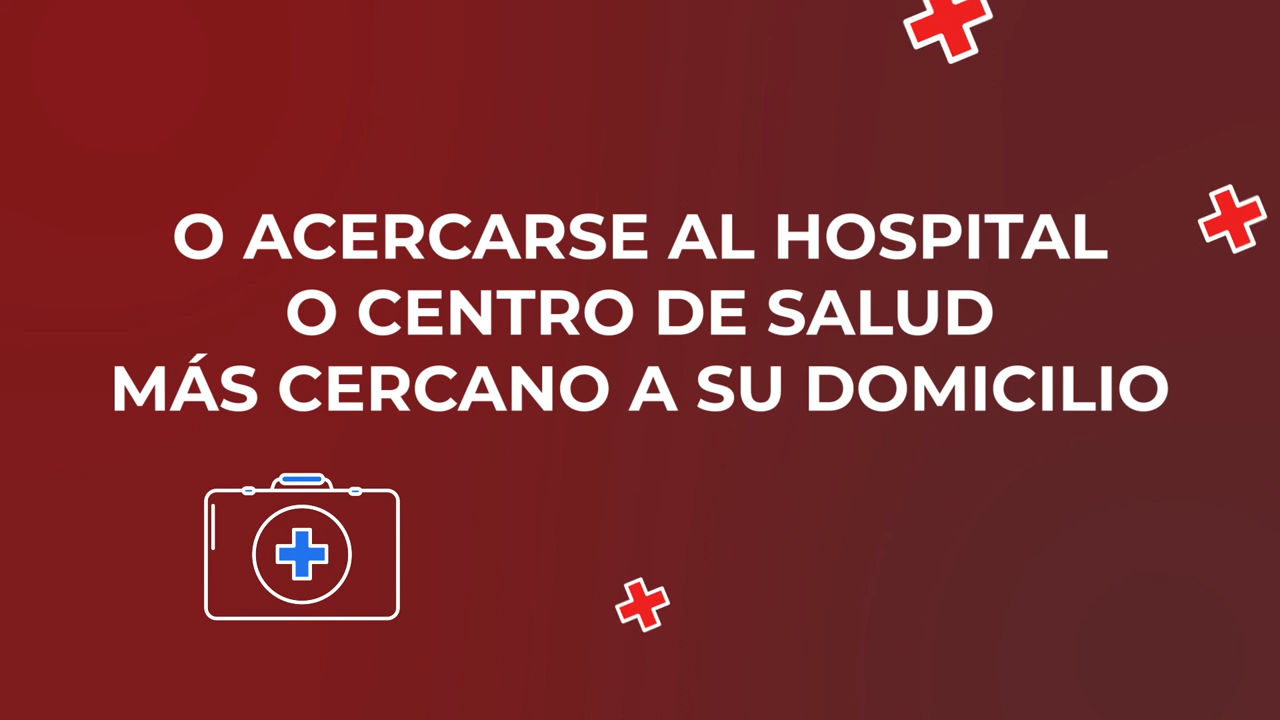 O ACERCARSE AL HOSPITAL
O CENTRO DE SALUD
MÁS CERCANO A SU DOMICILIO